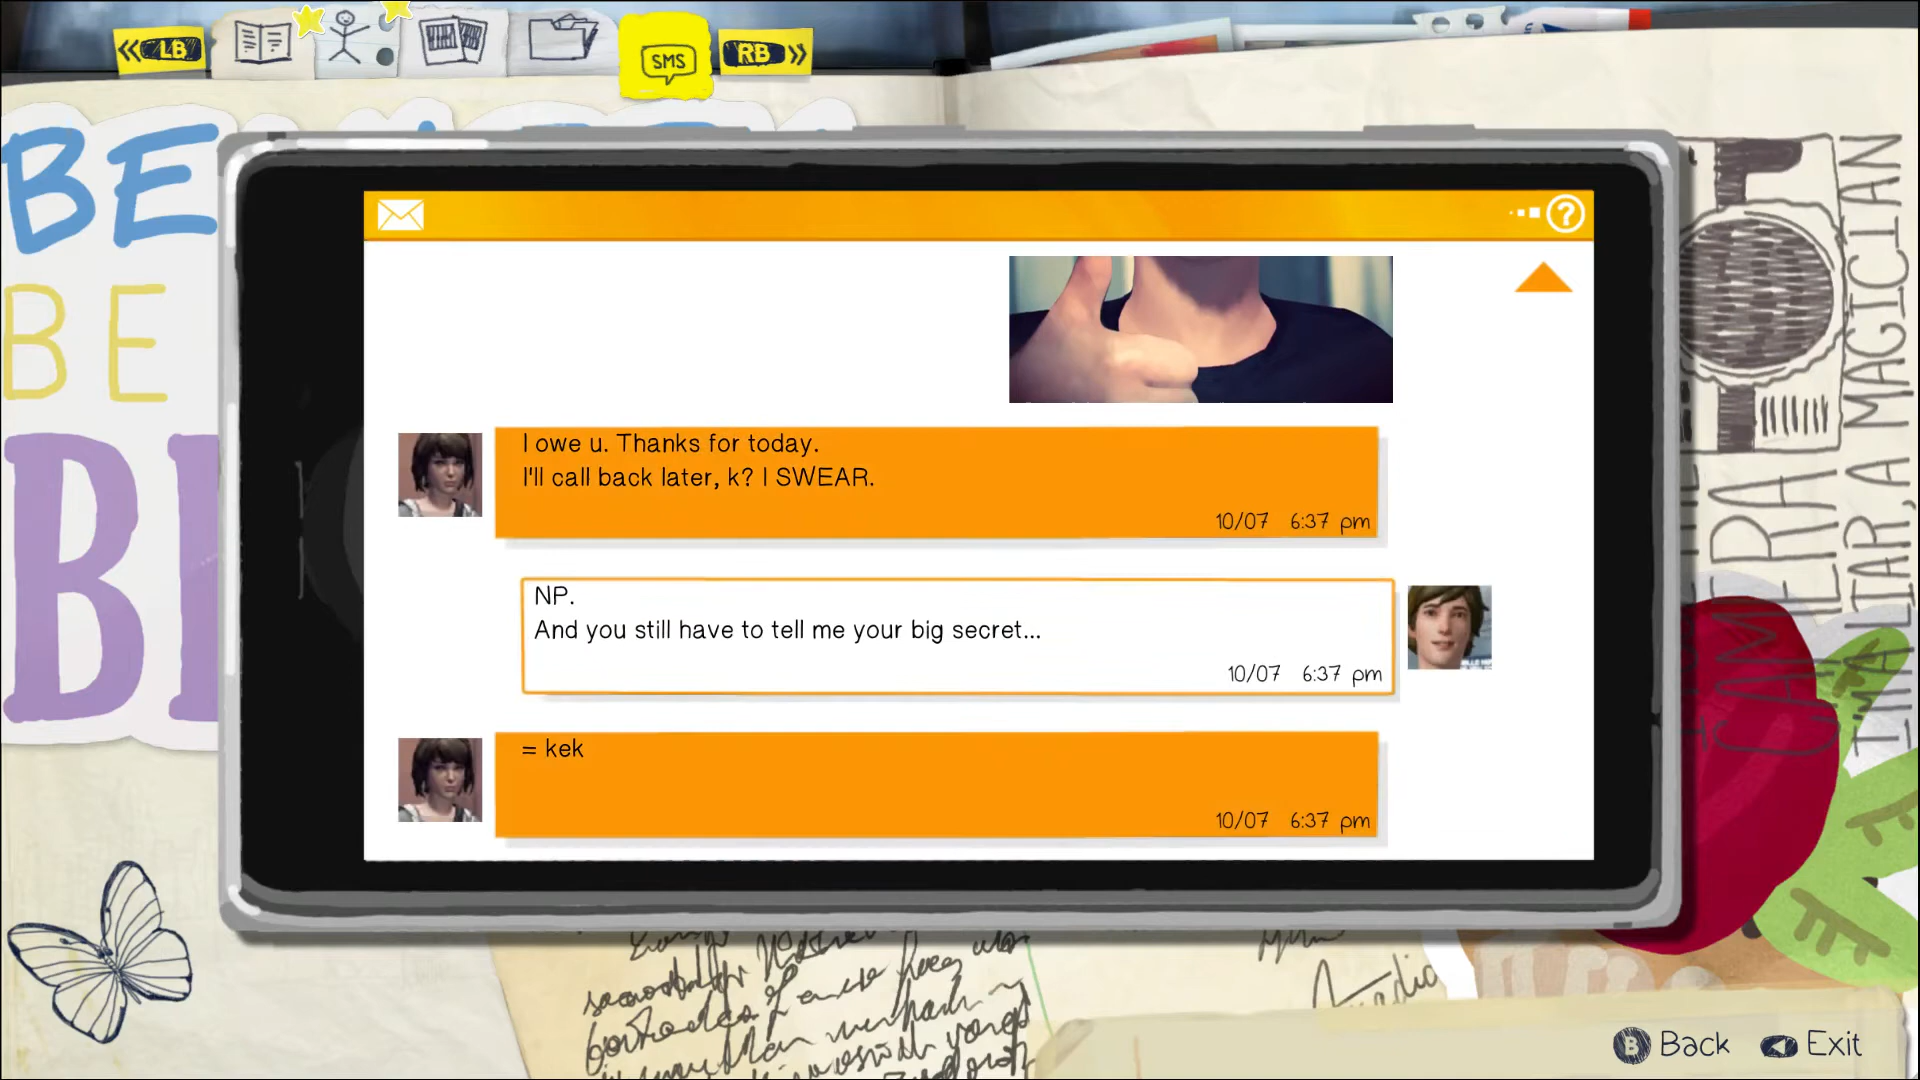 LB
SMS
RB
BE
BE
I owe u. Thanks for today.
I'll call back later, k? I SWEAR.
10/07 6:37 pm
NP.
And you still have to tell me your big secret...
10/07 6:37 pm
= kek
10/07 6:37 pm
CAMERA
LIAR, A MAGICIAN
B Back
Exit